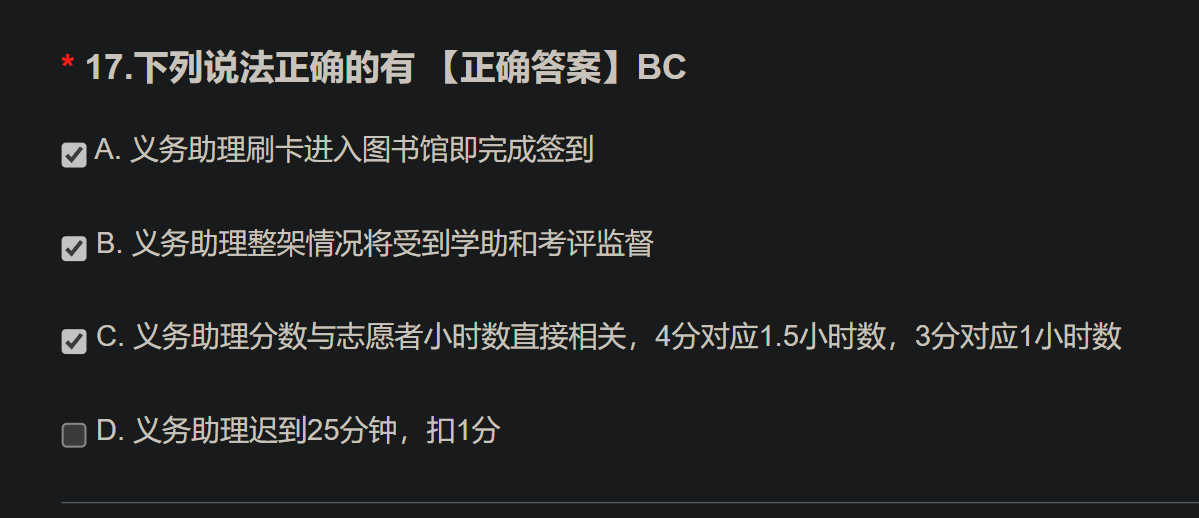 * 17.下列说法正确的有 【正确答案】BC
A. 义务助理刷卡进入图书馆即完成签到
B. 义务助理整架情况将受到学助和考评监督
C. 义务助理分数与志愿者小时数直接相关，4分对应1.5小时数，3分对应1小时数
D. 义务助理迟到25分钟，扣1分